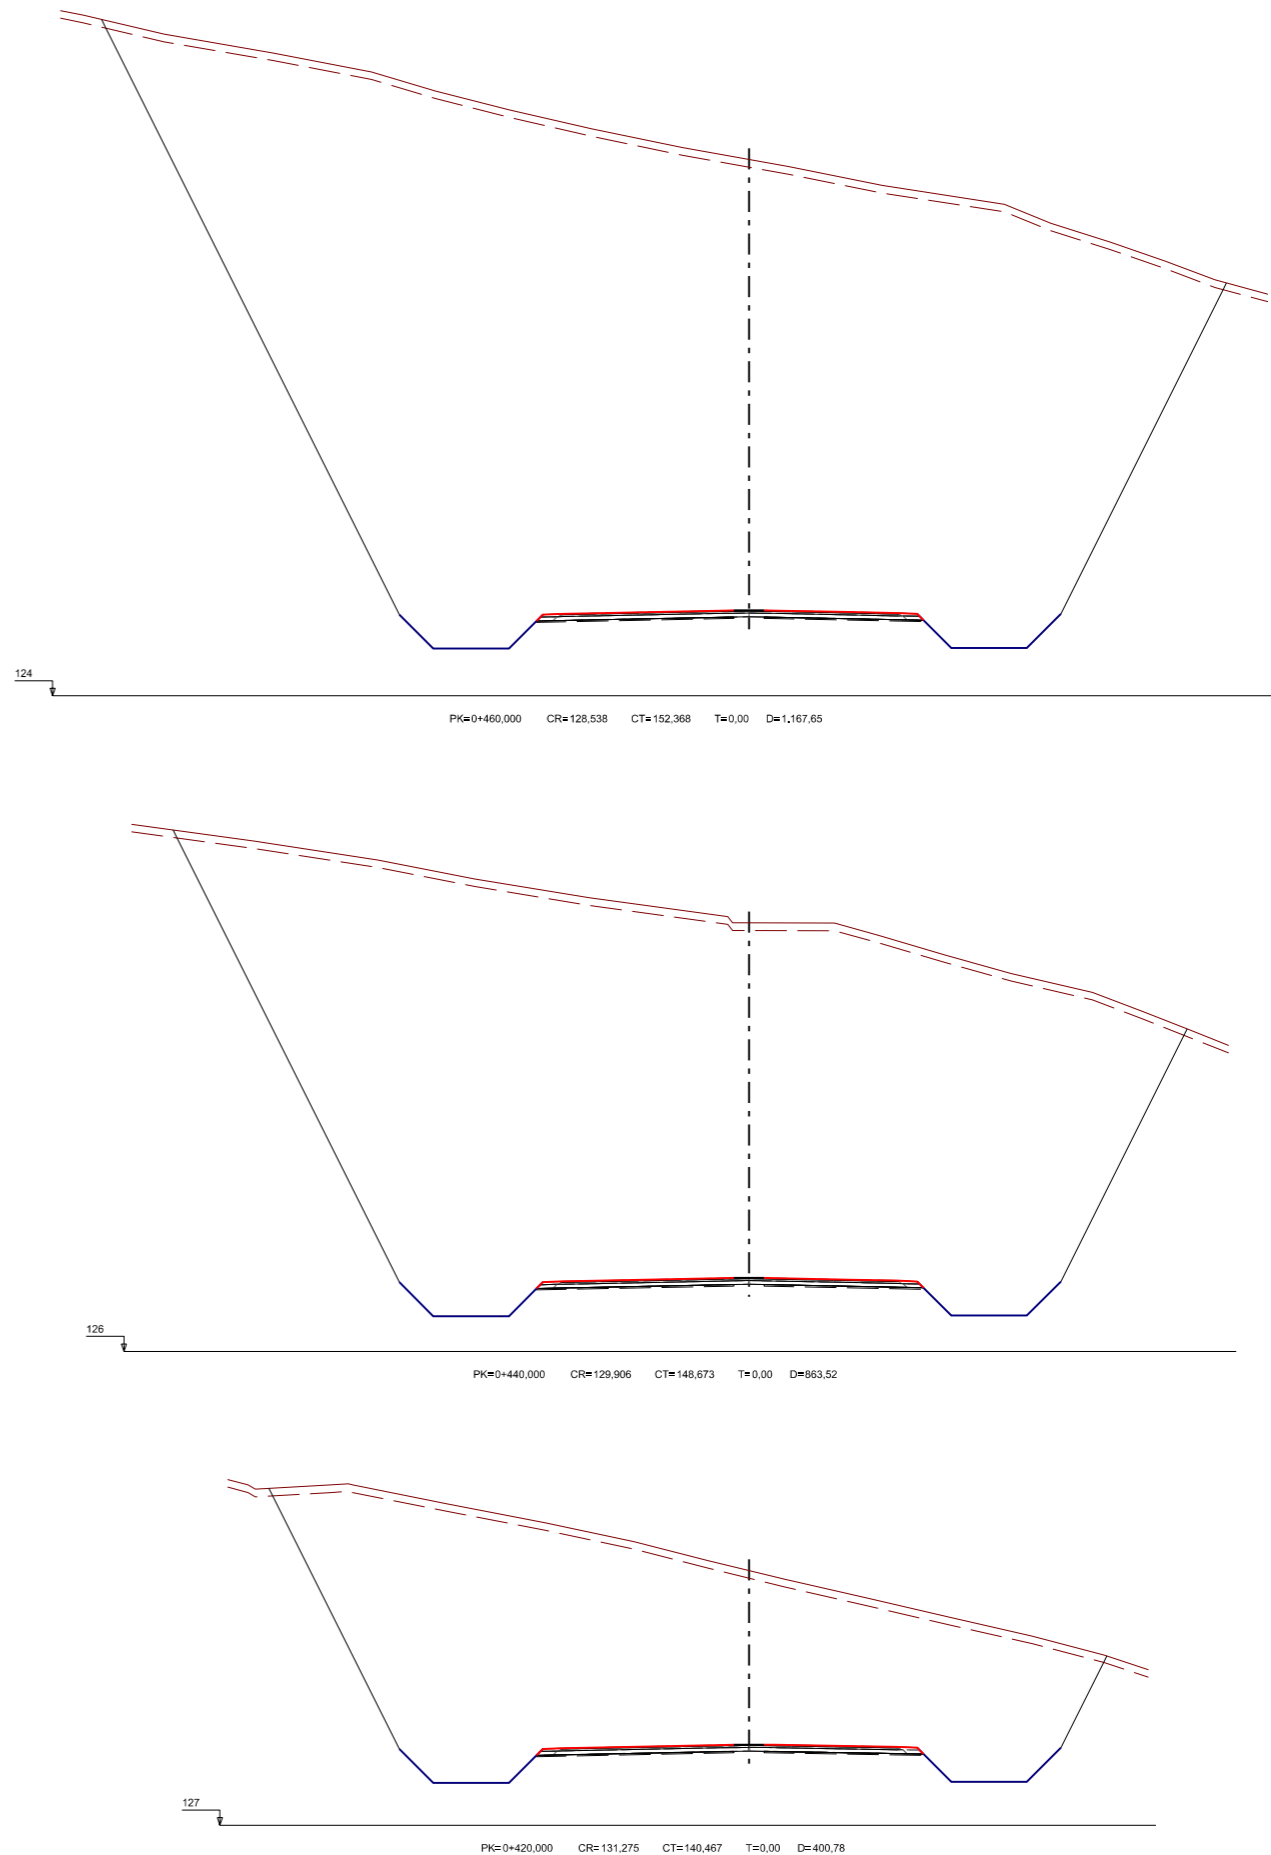 124
PK=0+460,000 CR=128,538 CT=152,368 T=0,00 D=1.167,65
126
PK=0+440,000 CR=129,906 CT=148,673 T=0,00 D=863,52
127
PK=0+420,000 CR=131,275 CT=140,467 T=0,00 D=400,78